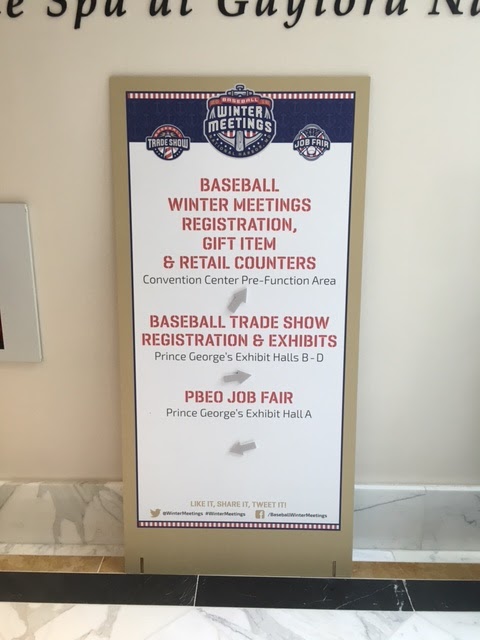 e Spa at Gaylord Na
BASEBALL
WINTER
MEETINGS
TRADE SHOW
JOB FAIR
BASEBALL
WINTER MEETINGS
REGISTRATION,
GIFT ITEM
& RETAIL COUNTERS
Convention Center Pre-Function Area
BASEBALL TRADE SHOW
REGISTRATION & EXHIBITS
Prince George's Exhibit Halls B - D
PBEO JOB FAIR
Prince George's Exhibit Hall A
LIKE IT, SHARE IT, TWEET IT!
@WinterMeetings #WinterMeetings /BaseballWinterMeetings